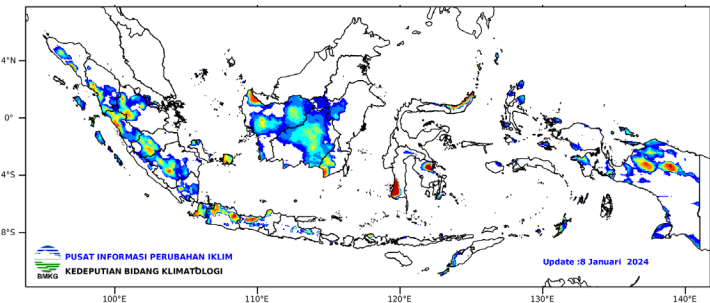 4°N
0°
4°S
8°S
PUSAT INFORMASI PERUBAHAN IKLIM
KEDEPUTIAN BIDANG KLIMATOLOGI
BMKG
Update :8 Januari 2024
100°E 110°E 120°E 130°E 140°E